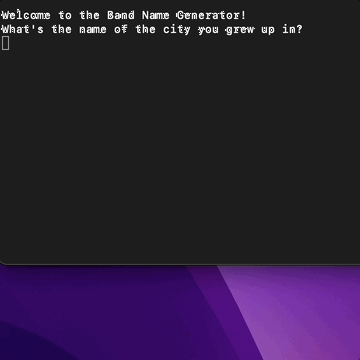 Welcome to the Band Name Generator!
What's the name of the city you grew up in?